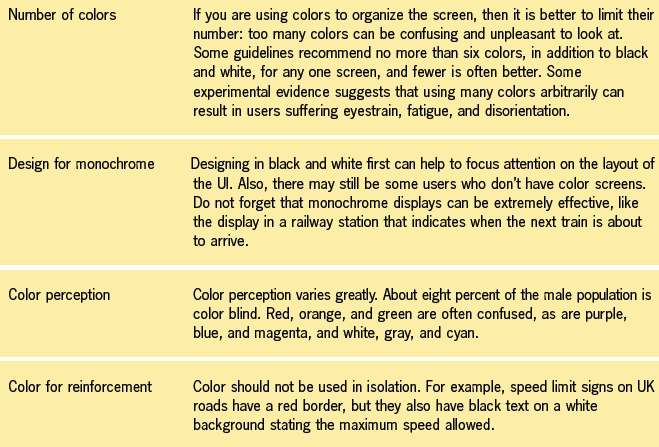 Number of colors If you are using colors to organize the screen, then it is better to limit their
number: too many colors can be confusing and unpleasant to look at.
Some guidelines recommend no more than six colors, in addition to black
and white, for any one screen, and fewer is often better. Some
experimental evidence suggests that using many colors arbitrarily can
result in users suffering eyestrain, fatigue, and disorientation.
Design for monochrome Designing in black and white first can help to focus attention on the layout of
the UI. Also, there may still be some users who don't have color screens.
Do not forget that monochrome displays can be extremely effective, like
the display in a railway station that indicates when the next train is about
to arrive.
Color perception Color perception varies greatly. About eight percent of the male population is
color blind. Red, orange, and green are often confused, as are purple,
blue, and magenta, and white, gray, and cyan.
Color for reinforcement Color should not be used in isolation. For example, speed limit signs on UK
roads have a red border, but they also have black text on a white
background stating the maximum speed allowed.